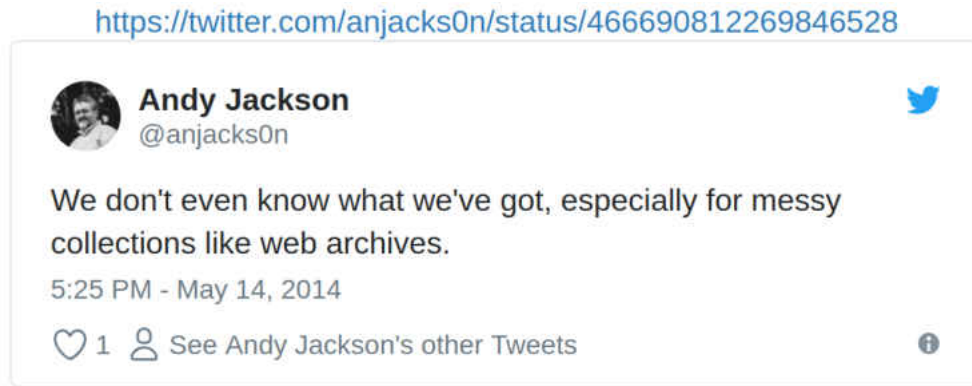 https://twitter.com/anjacks0n/status/466690812269846528
Andy Jackson
@anjacks0n
We don't even know what we've got, especially for messy
collections like web archives.
5:25 PM - May 14, 2014
1 See Andy Jackson's other Tweets